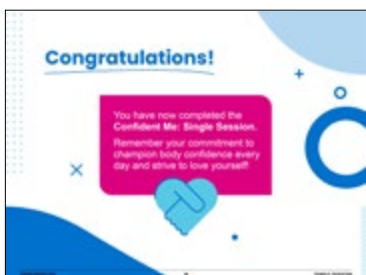 Congratulations!
You have now completed the
Confident Me: Single Session.
Remember your commitment to
champion body confidence every
day and strive to love yourself!